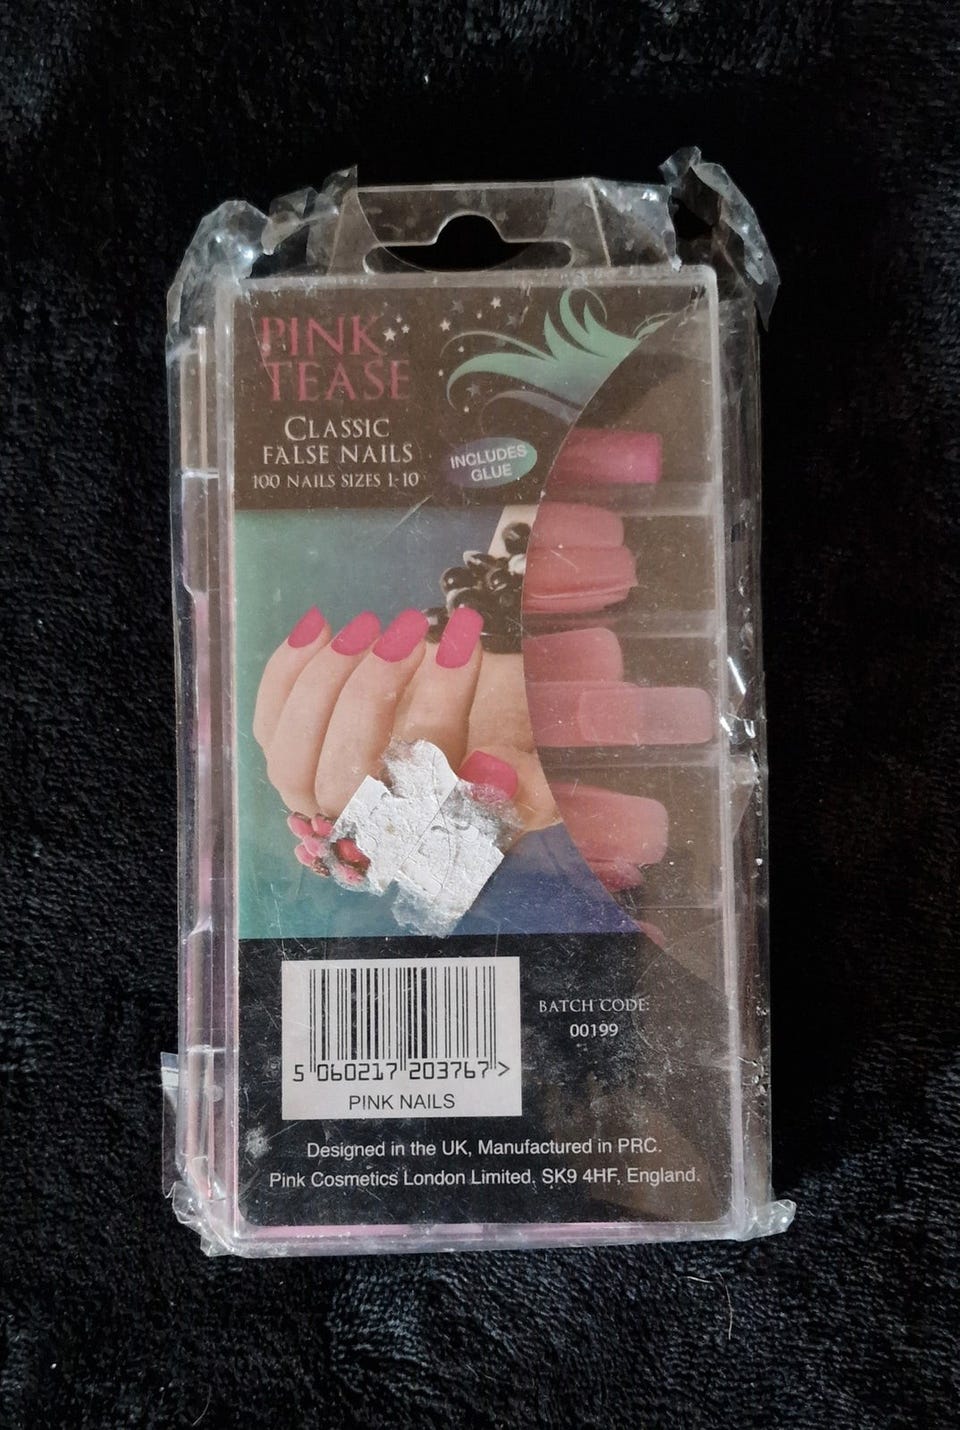 PINK
TEASE
CLASSIC
FALSE NAILS
100 NAILS SIZES 1-10
INCLUDES
GLUE
BATCH CODE:
00199
5 060217 203767 >
PINK NAILS
Designed in the UK, Manufactured in PRC.
Pink Cosmetics London Limited, SK9 4HF, England.